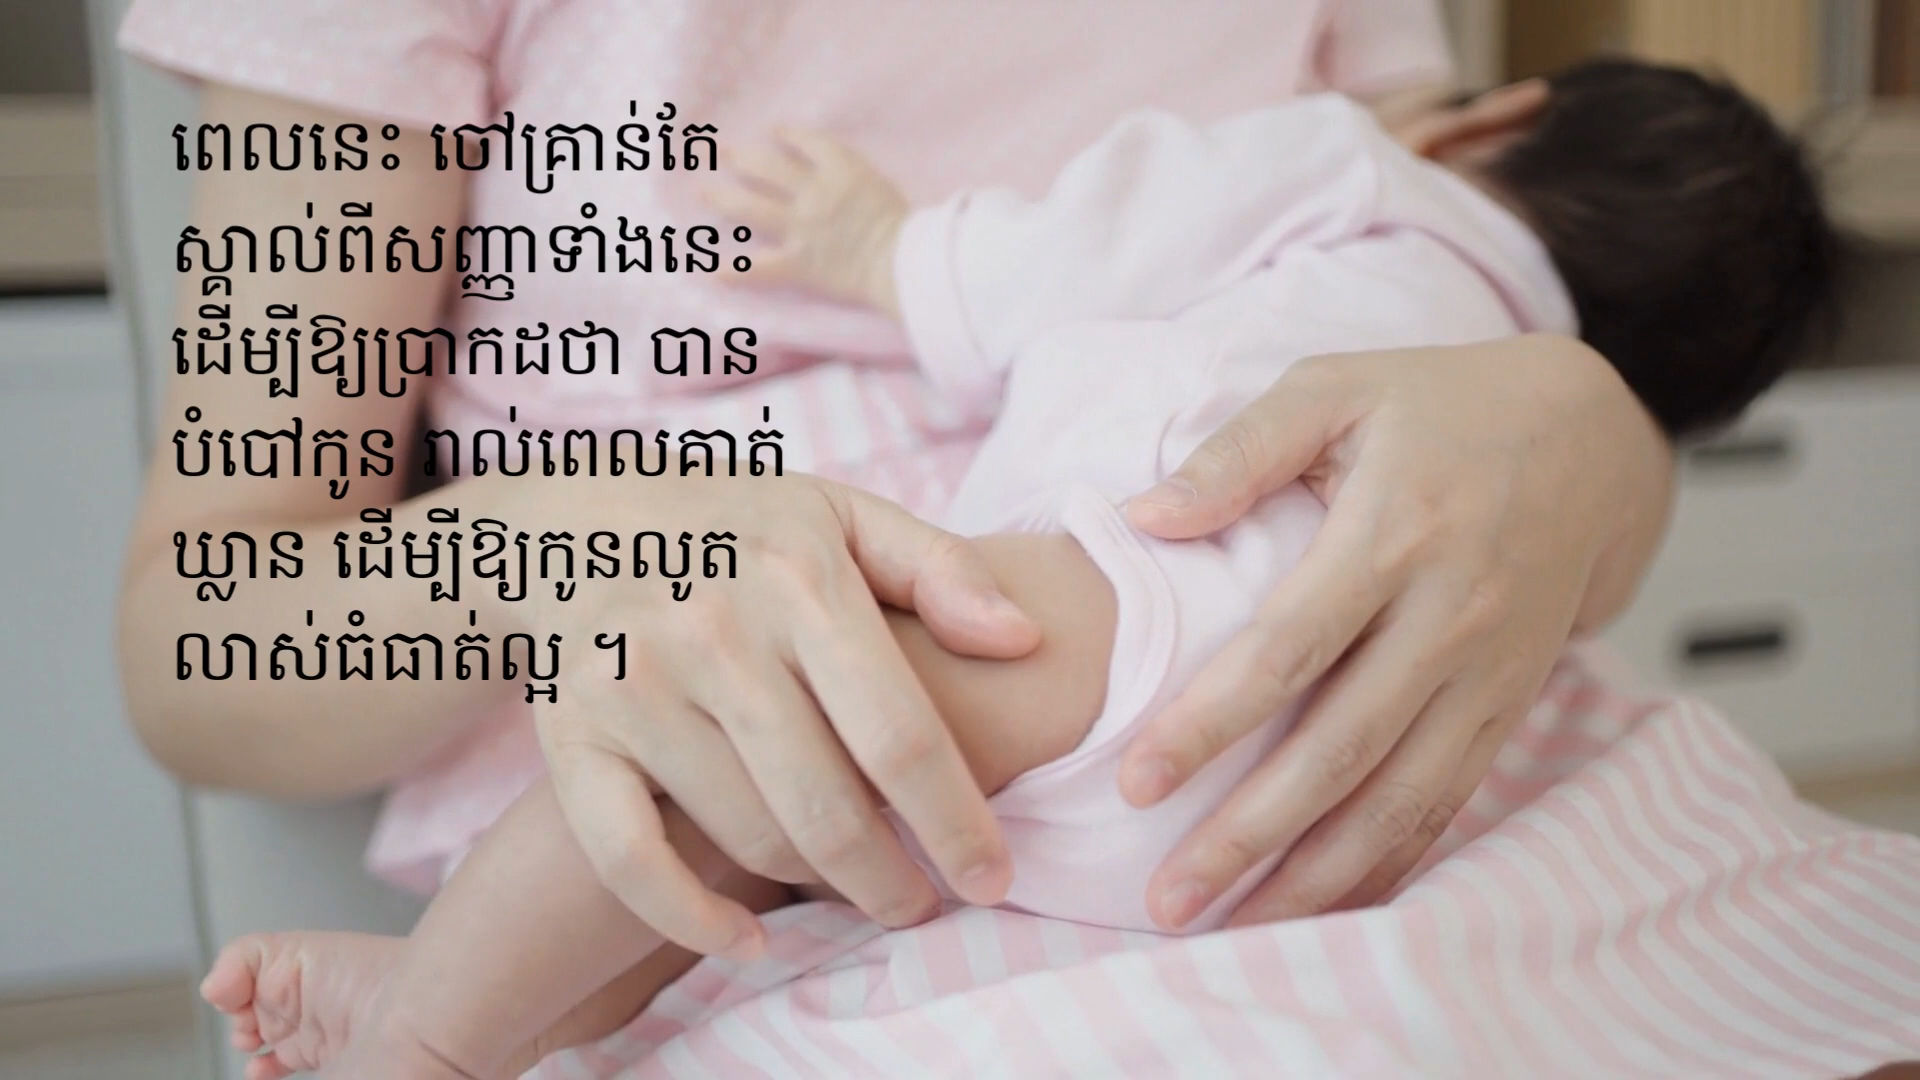 ពេលនេះ ចៅគ្រាន់តែ
ស្គាល់ពីសញ្ញាទាំងនេះ
ដើម្បីឱ្យប្រាកដថា បាន
បំបៅកូន រាល់ពេលគាត់
ឃ្លាន ដើម្បីឱ្យកូនលូត
លាស់ធំធាត់ល្អ ។